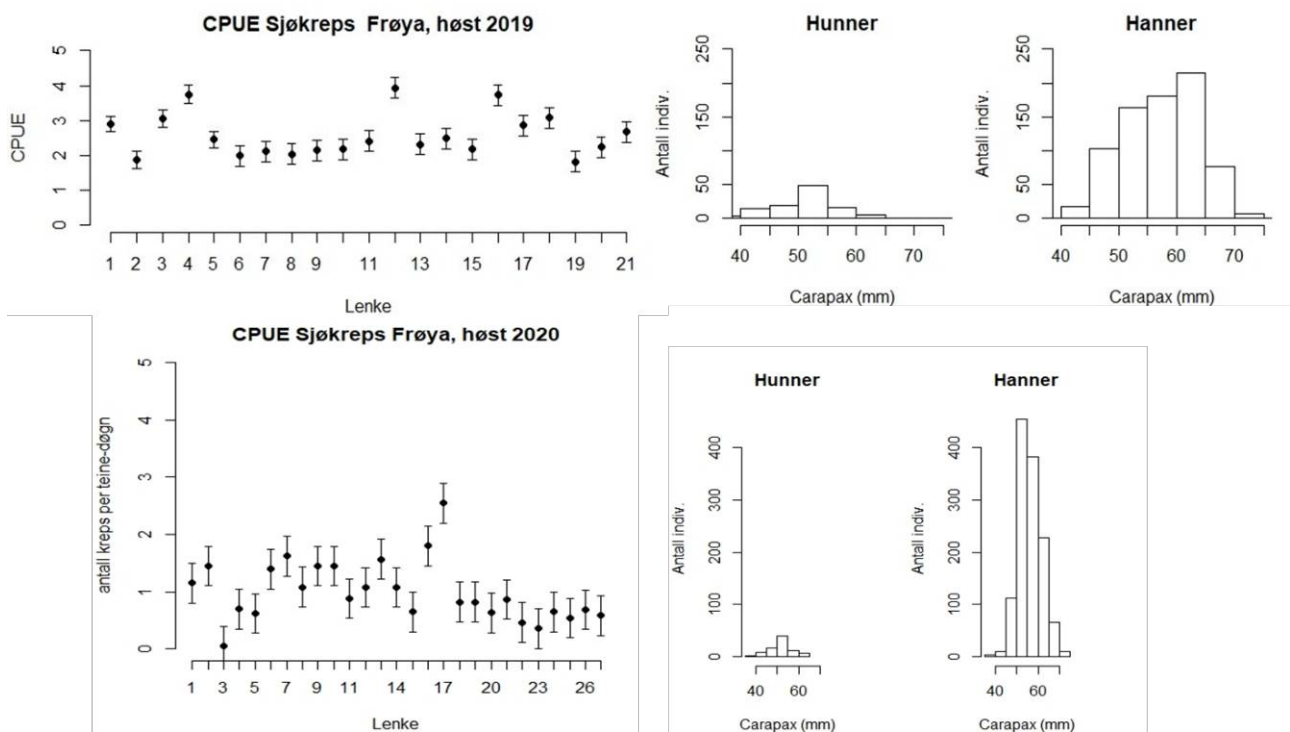 CPUE Sjøkreps Frøya, høst 2019
CPUE
5
4
3
2
1
0
1 2 3 4 5 6 7 8 9 11 13 15 17 19 21
Lenke
Hunner
Antall indiv.
250
150
50
0
40 50 60 70
Carapax (mm)
Hanner
Antall indiv.
250
150
50
0
40 50 60 70
Carapax (mm)
CPUE Sjøkreps Frøya, høst 2020
antall kreps per teine-døgn
5
4
3
2
1
0
1 3 5 7 9 11 14 17 20 23 26
Lenke
Hunner
Antall indiv.
400
300
200
100
0
40 60
Carapax (mm)
Hanner
Antall indiv.
400
300
200
100
0
40 60
Carapax (mm)